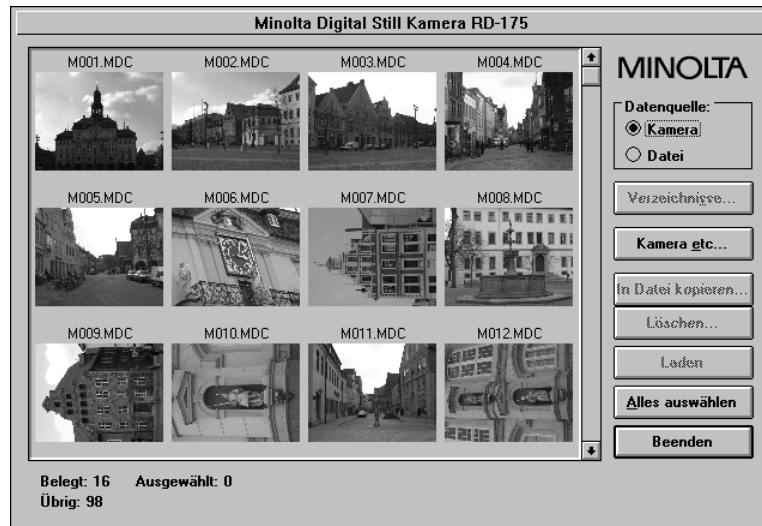 Minolta Digital Still Kamera RD-175
M001.MDC M002.MDC M003.MDC M004.MDC
M005.MDC M006.MDC M007.MDC M008.MDC
M009.MDC M010.MDC M011.MDC M012.MDC
MINOLTA
Datenquelle:
Kamera
Datei
Verzeichnisse...
Kamera etc...
In Datei kopieren...
Löschen...
Laden
Alles auswählen
Beenden
Belegt: 16 Ausgewählt: 0
Übrig: 98